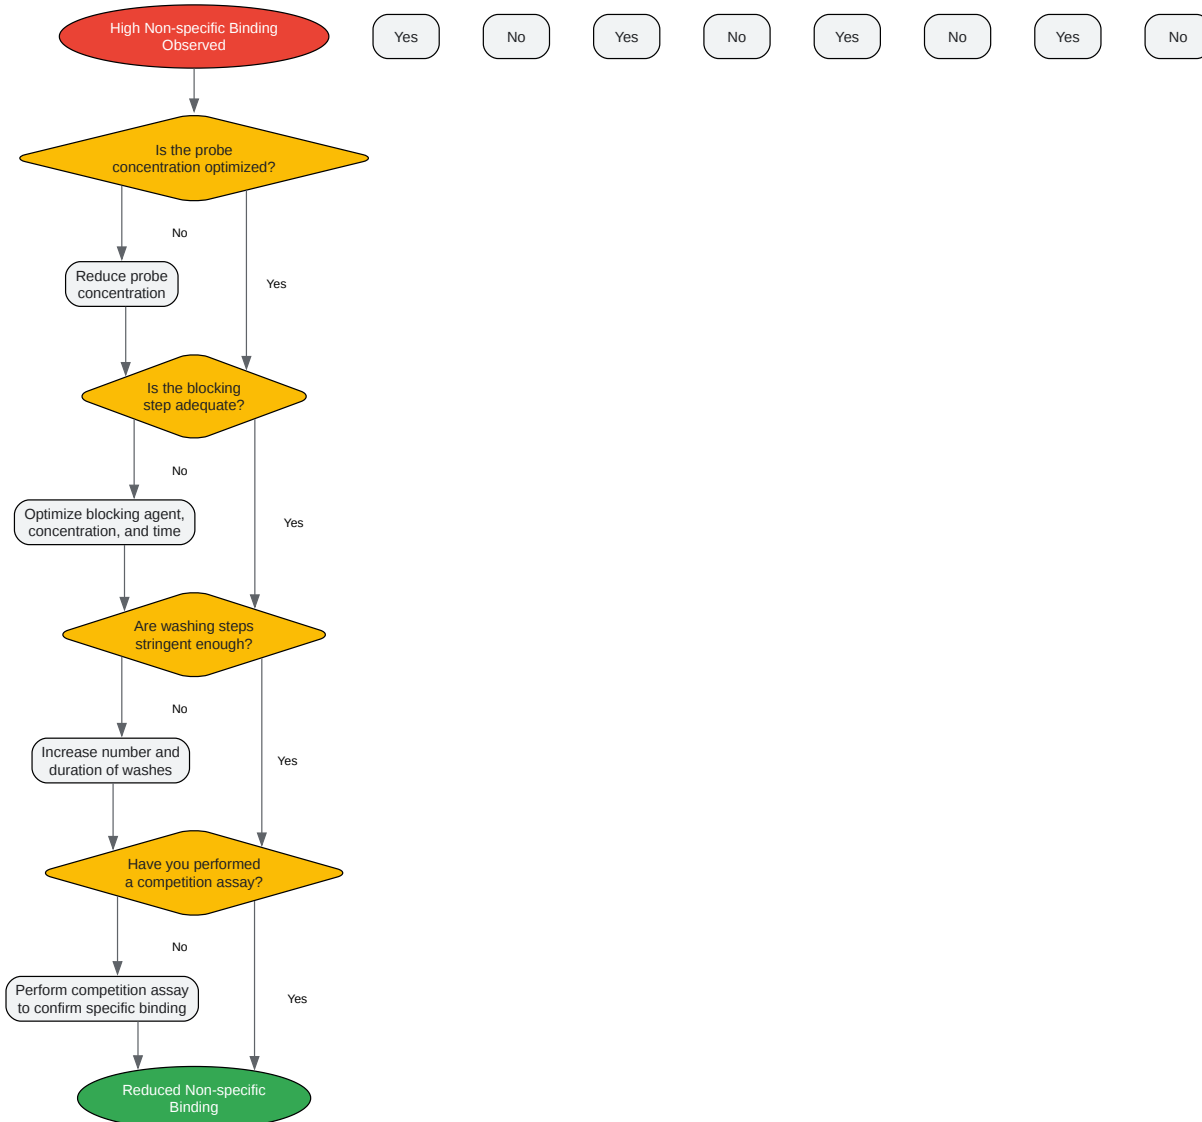 High Non-specific Binding
Observed
Yes
No
Yes
No
Yes
No
Yes
No
Is the probe
concentration optimized?
No
Reduce probe
concentration
Yes
Is the blocking
step adequate?
No
Optimize blocking agent,
concentration, and time
Yes
Are washing steps
stringent enough?
No
Increase number and
duration of washes
Yes
Have you performed
a competition assay?
No
Perform competition assay
to confirm specific binding
Yes
Reduced Non-specific
Binding